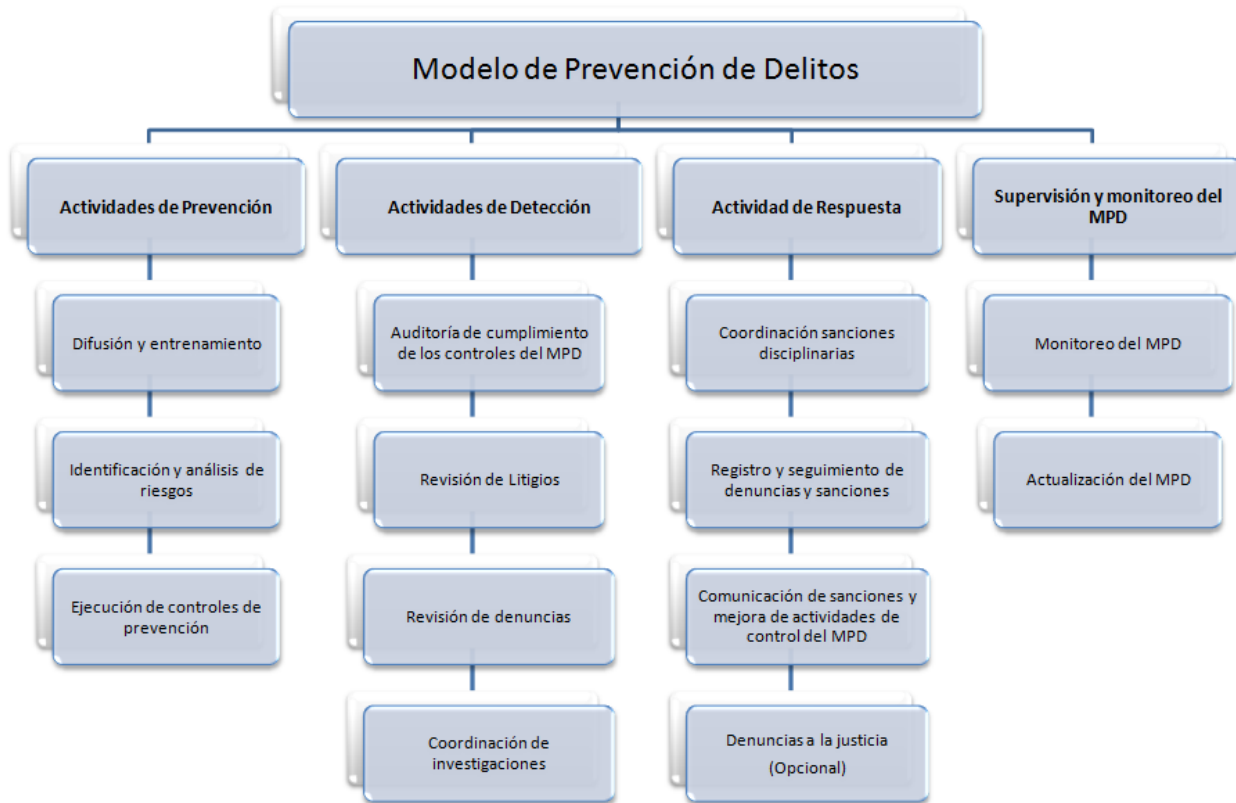 Modelo de Prevención de Delitos
Actividades de Prevención
Difusión y entrenamiento
Identificación y análisis de
riesgos
Ejecución de controles de
prevención
Actividades de Detección
Auditoría de cumplimiento
de los controles del MPD
Revisión de Litigios
Revisión de denuncias
Coordinación de
investigaciones
Actividad de Respuesta
Coordinación sanciones
disciplinarias
Registro y seguimiento de
denuncias y sanciones
Comunicación de sanciones y
mejora de actividades de
control del MPD
Denuncias a la justicia
(Opcional)
Supervisión y monitoreo del
MPD
Monitoreo del MPD
Actualización del MPD